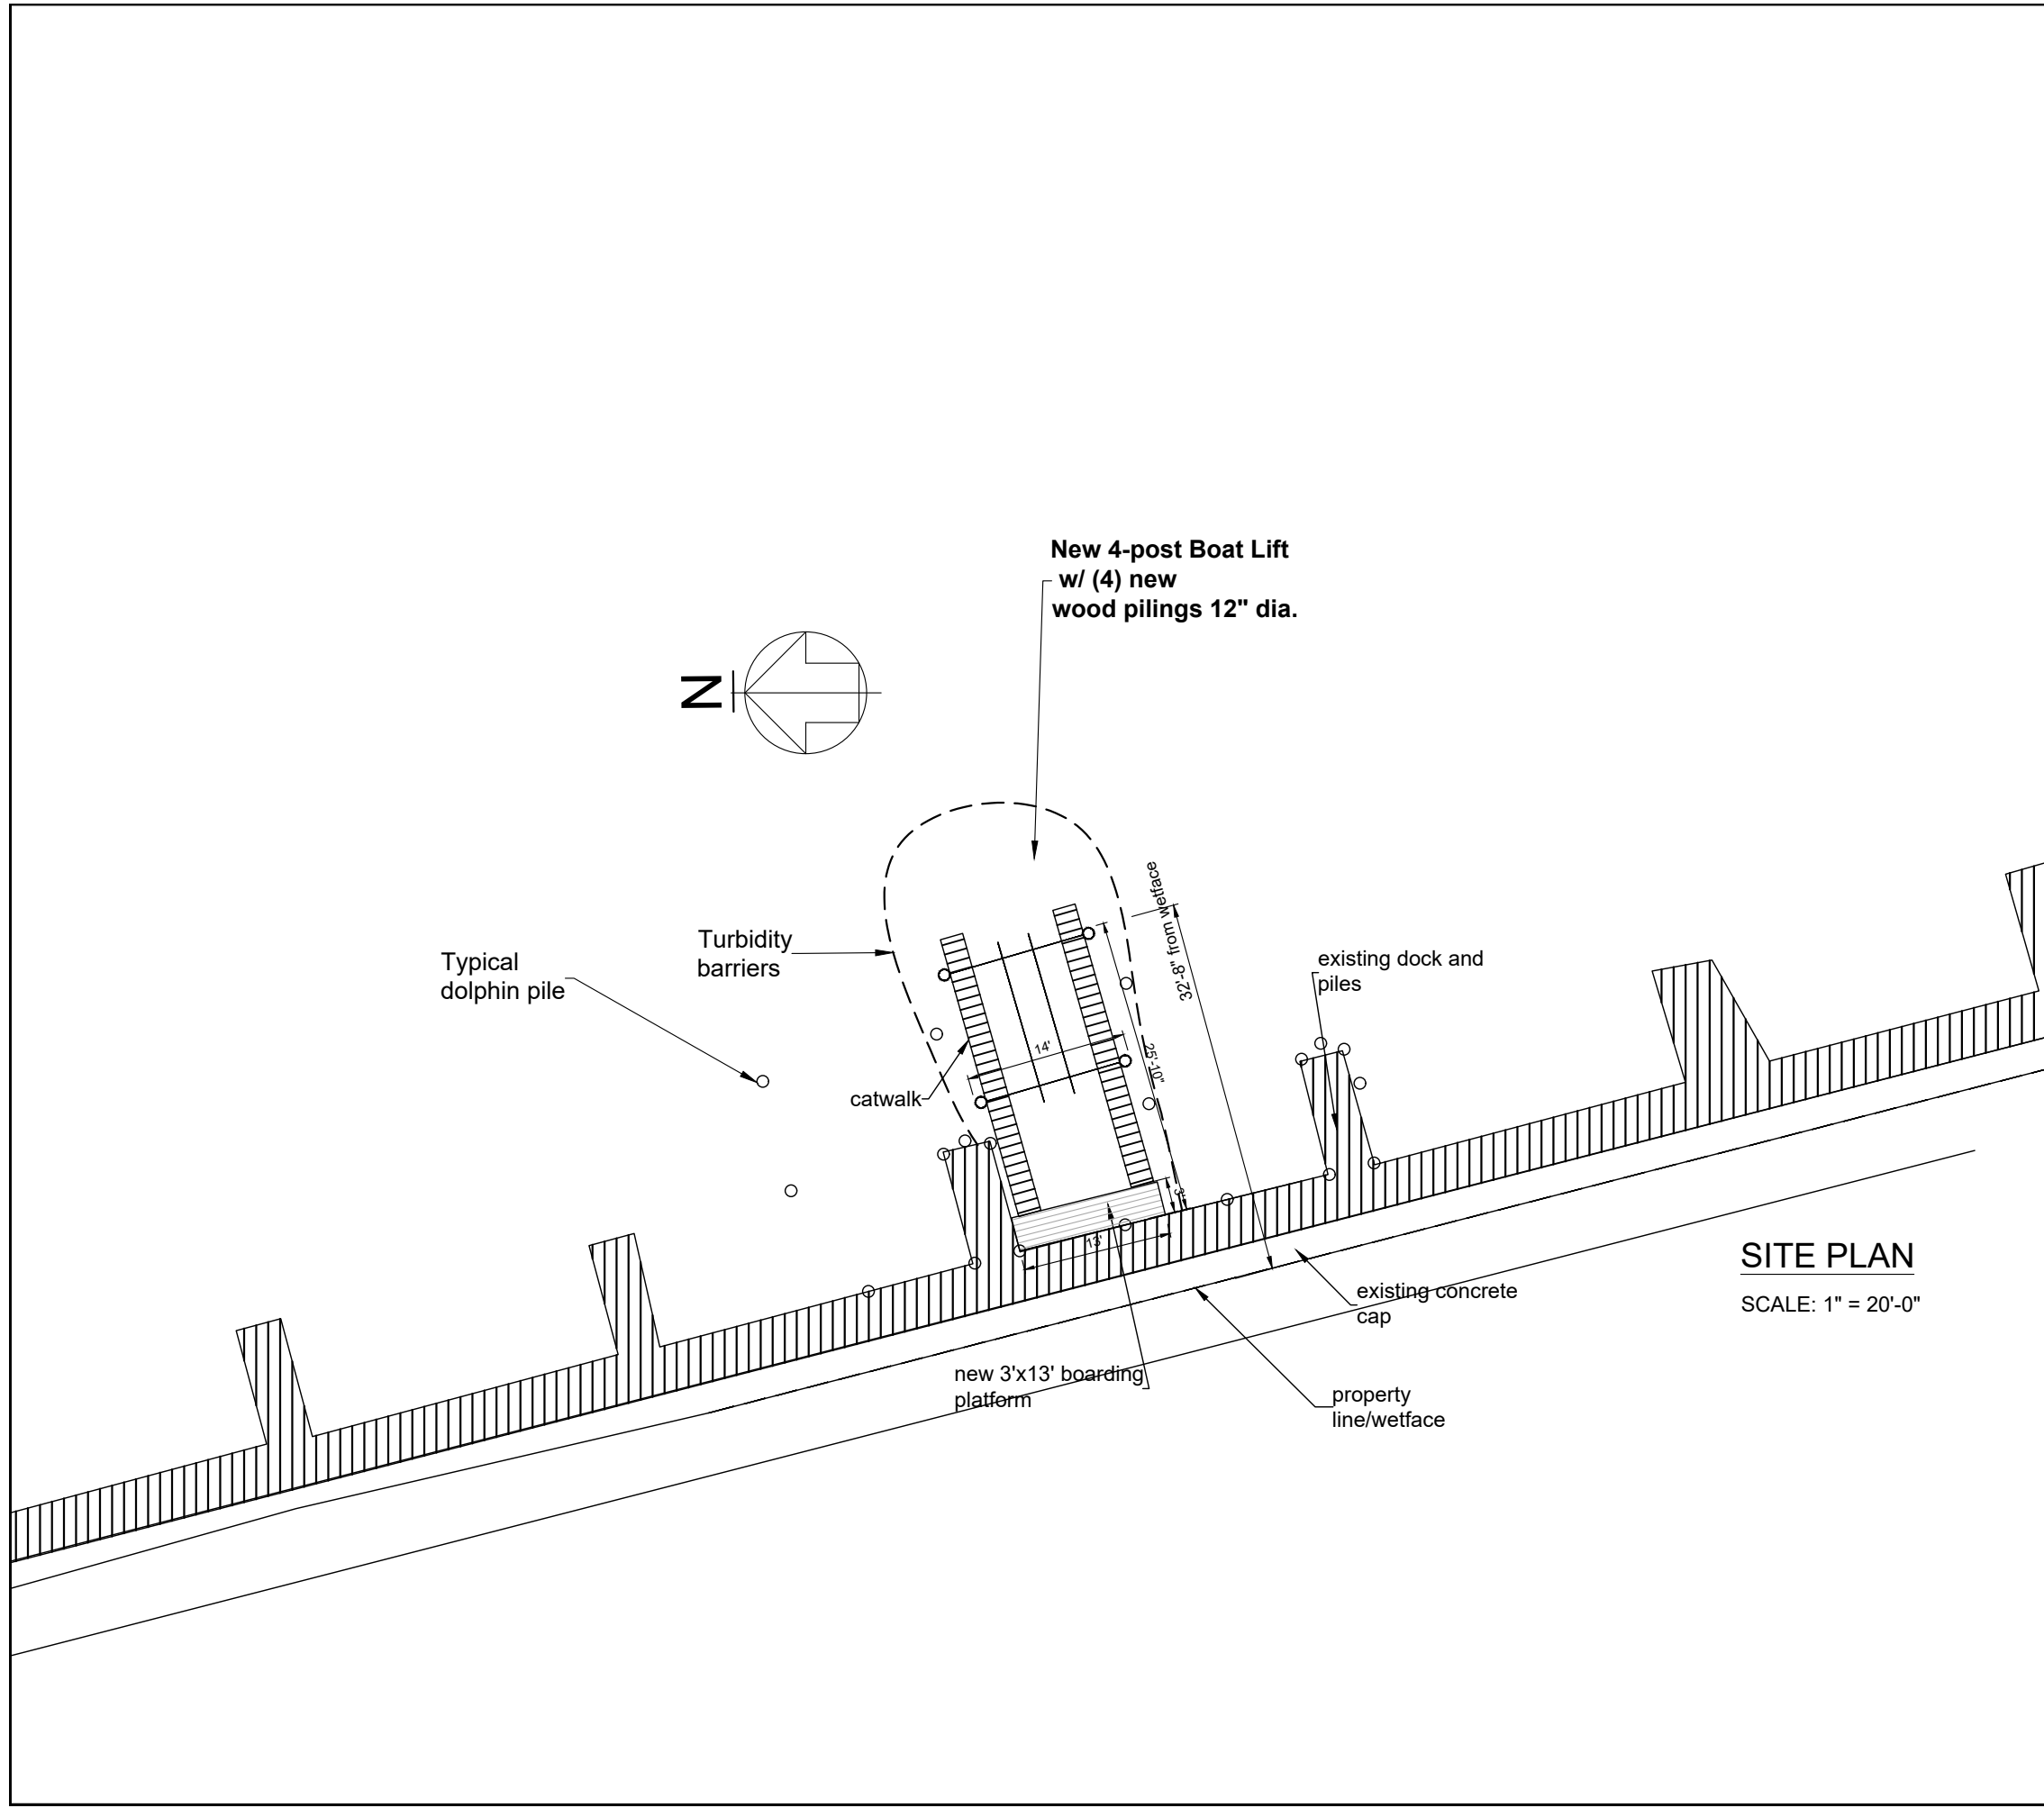 New 4-post Boat Lift
w/ (4) new
wood pilings 12" dia.
N
32'-8" from wetface
Turbidity
barriers
Typical
dolphin pile
existing dock and
piles
14'
25'-10"
catwalk
3'
13'
SITE PLAN
SCALE: 1" = 20'-0"
existing concrete
cap
new 3'x13' boarding
platform
property
line/wetface